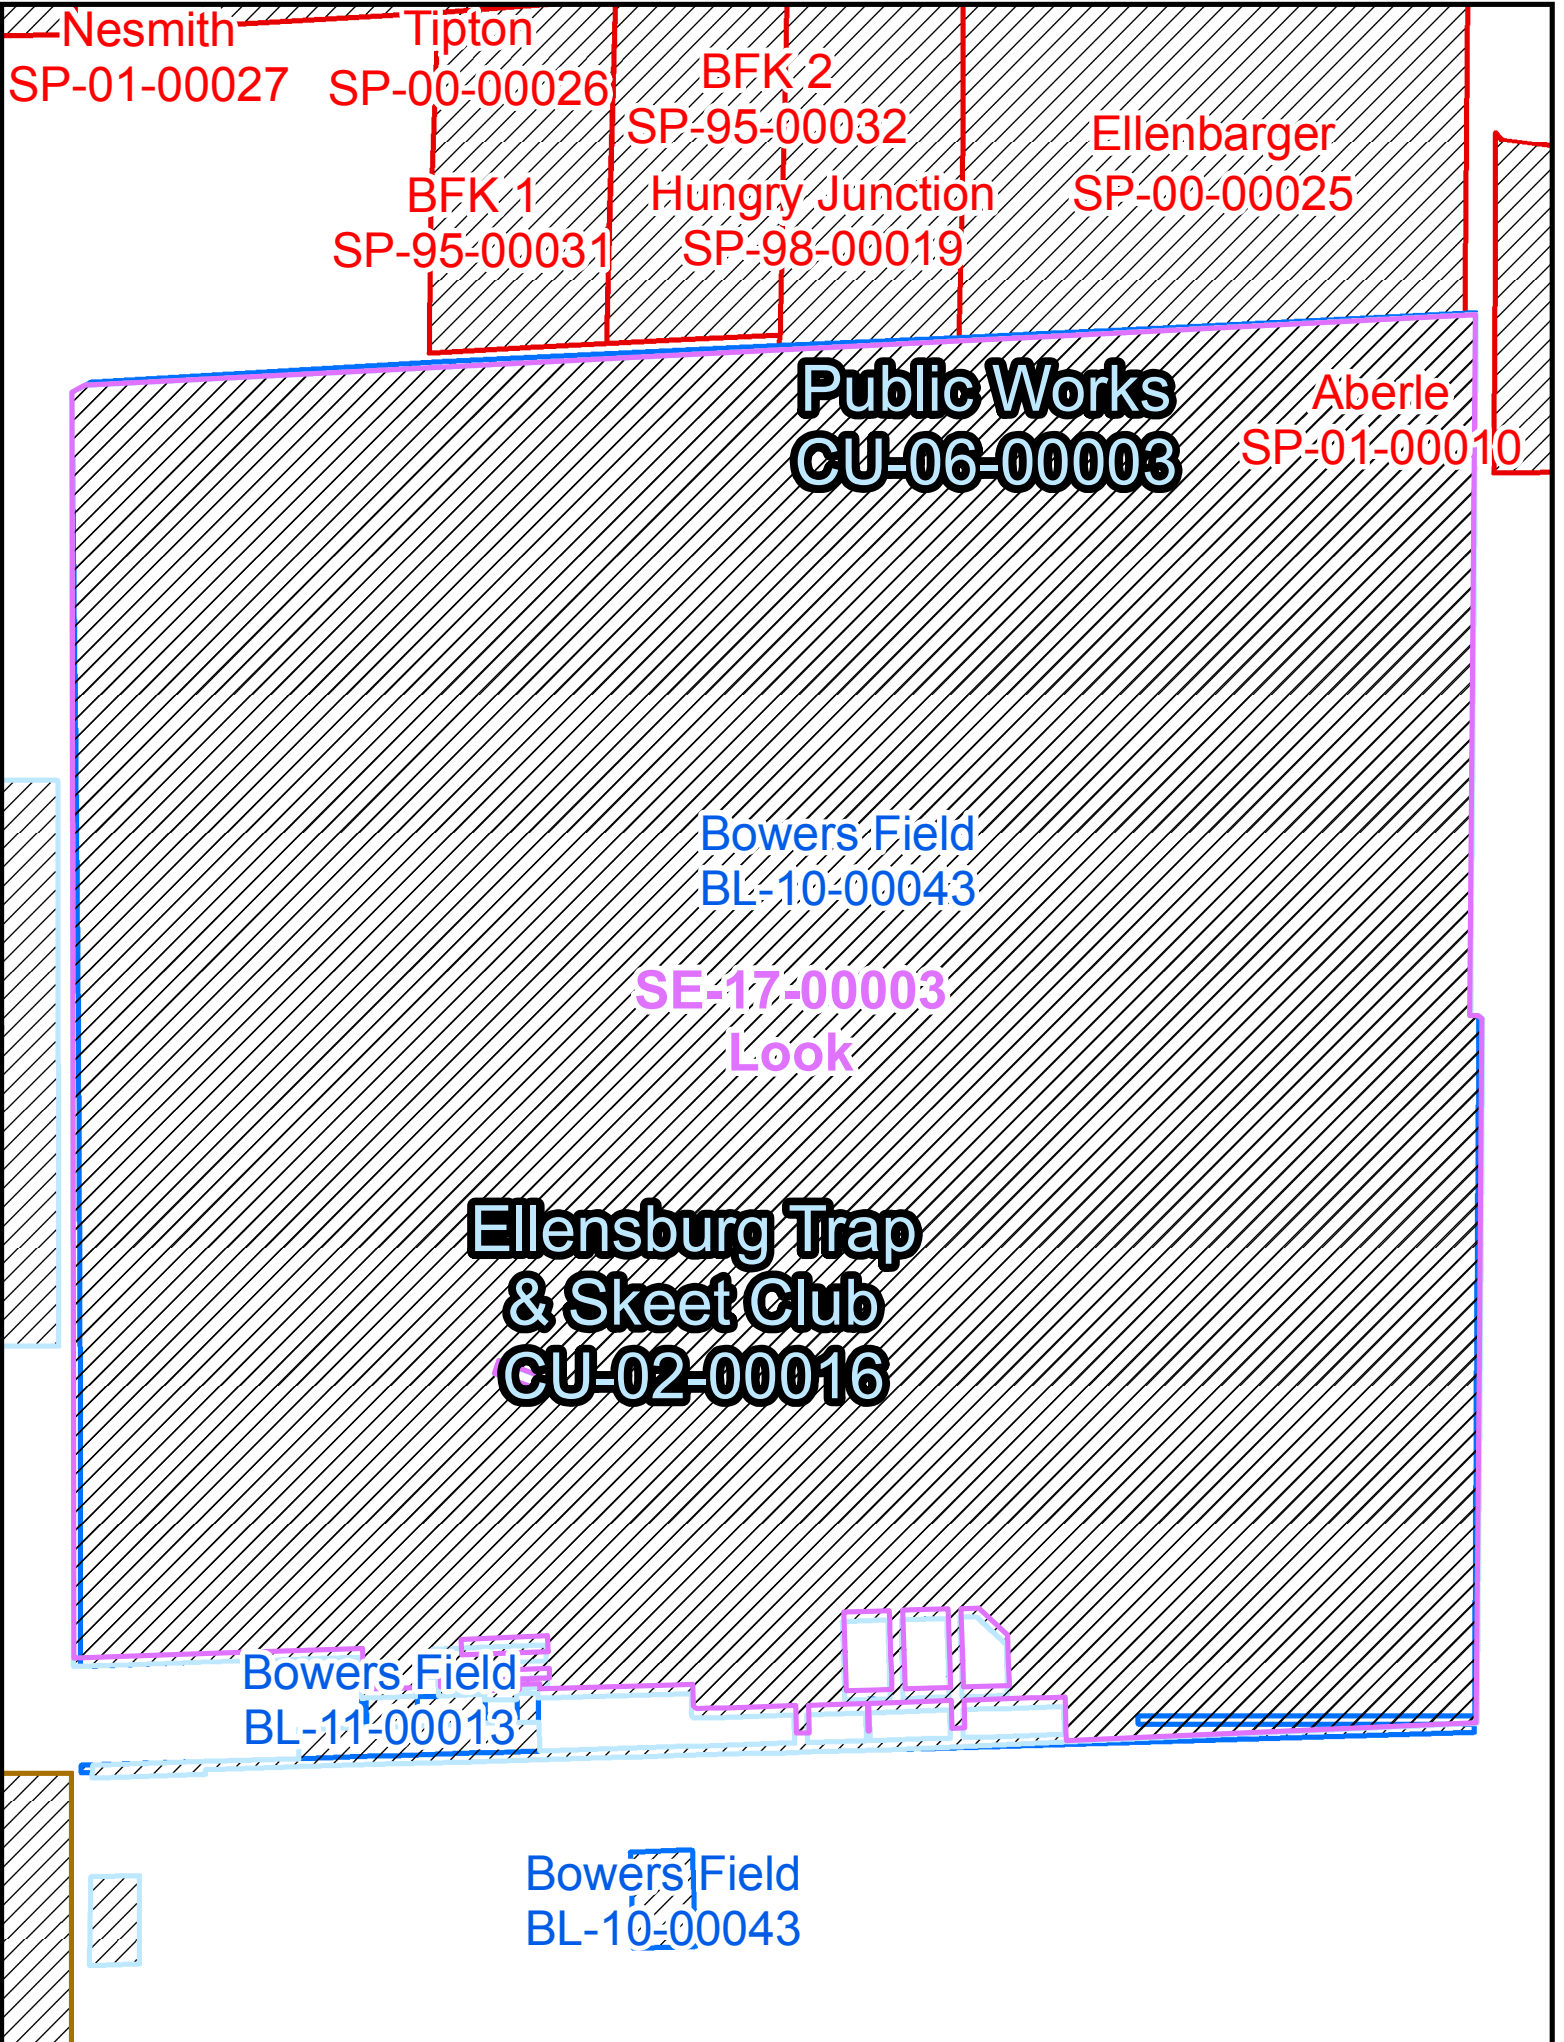 Nesmith
SP-01-00027
Tipton
SP-00-00026
BFK 2
SP-95-00032
Ellenbarger
SP-00-00025
BFK 1
SP-95-00031
Hungry Junction
SP-98-00019
Public Works
CU-06-00003
Aberle
SP-01-00010
Bowers Field
BL-10-00043
SE-17-00003
Look
Ellensburg Trap
& Skeet Club
CU-02-00016
Bowers Field
BL-11-00013
Bowers Field
BL-10-00043